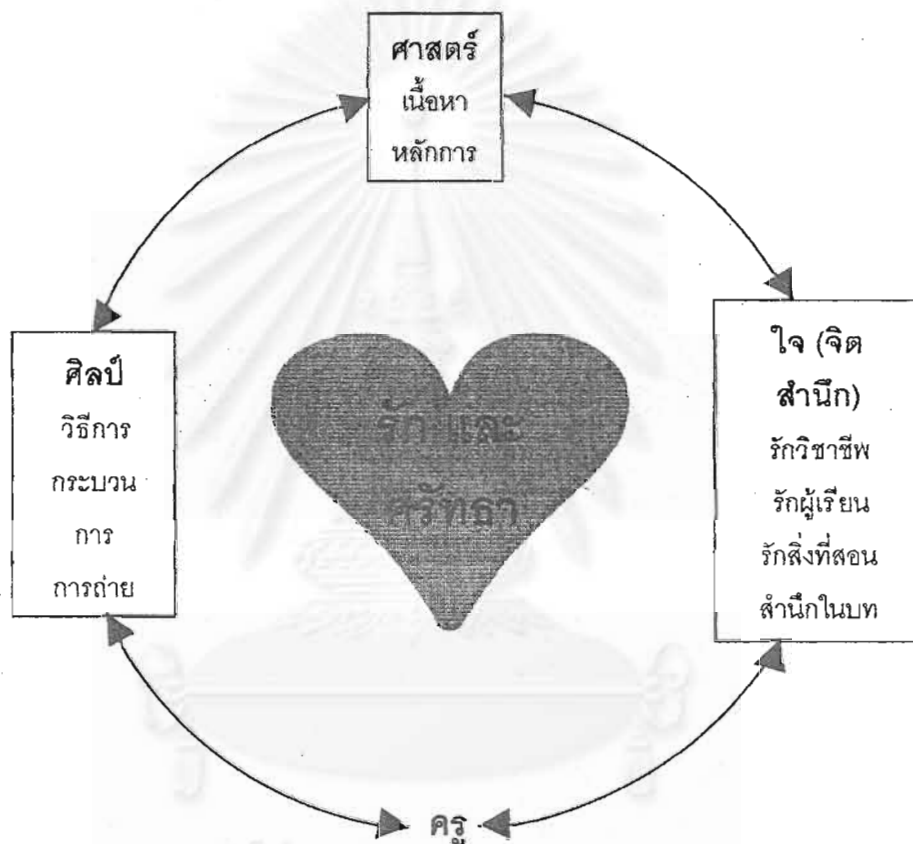 ศาสตร์
เนื้อหา
หลักการ
ศิลป์
วิธีการ
กระบวน
การ
การถ่าย
รักและ
ศรัทธา
ใจ (จิต
สำนึก)
รักวิชาชีพ
รักผู้เรียน
รักสิ่งที่สอน
สำนึกในบท
ครู